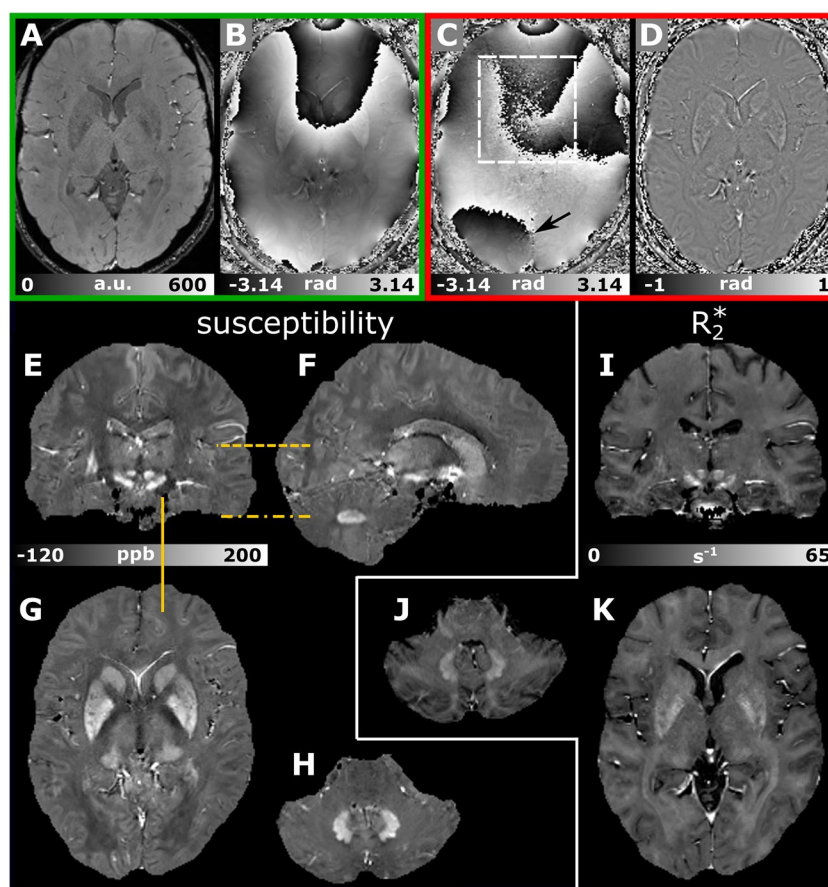 A B C D
0 a.u. 600 -3.14 rad 3.14 -3.14 rad 3.14 -1 rad 1
susceptibility R₂*
E F I
-120 ppb 200 0 s⁻¹ 65
G J K
H